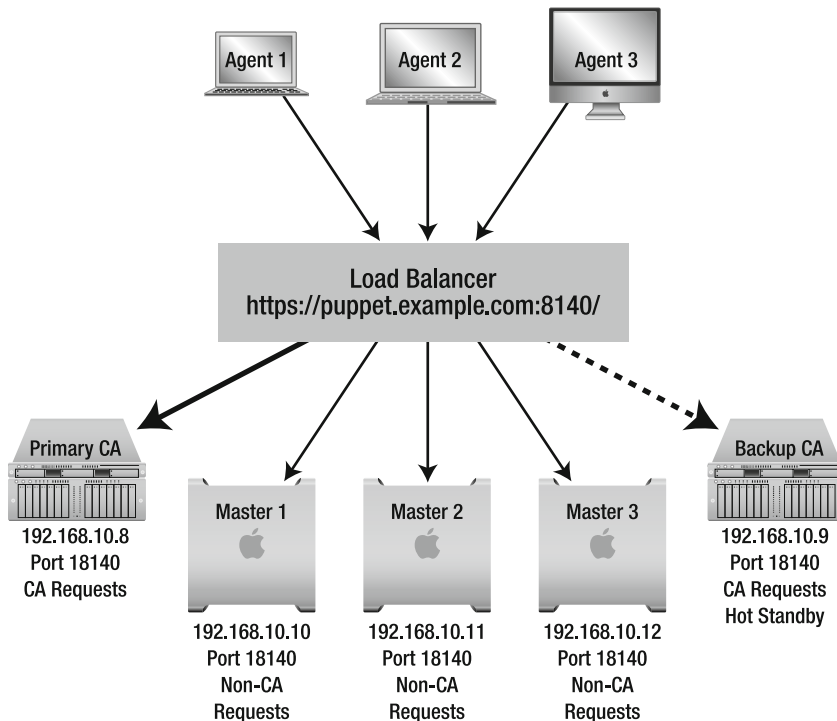 Agent 1
Agent 2
Agent 3
Load Balancer
https://puppet.example.com:8140/
Primary CA
192.168.10.8
Port 18140
CA Requests
Master 1
192.168.10.10
Port 18140
Non-CA
Requests
Master 2
192.168.10.11
Port 18140
Non-CA
Requests
Master 3
192.168.10.12
Port 18140
Non-CA
Requests
Backup CA
192.168.10.9
Port 18140
CA Requests
Hot Standby